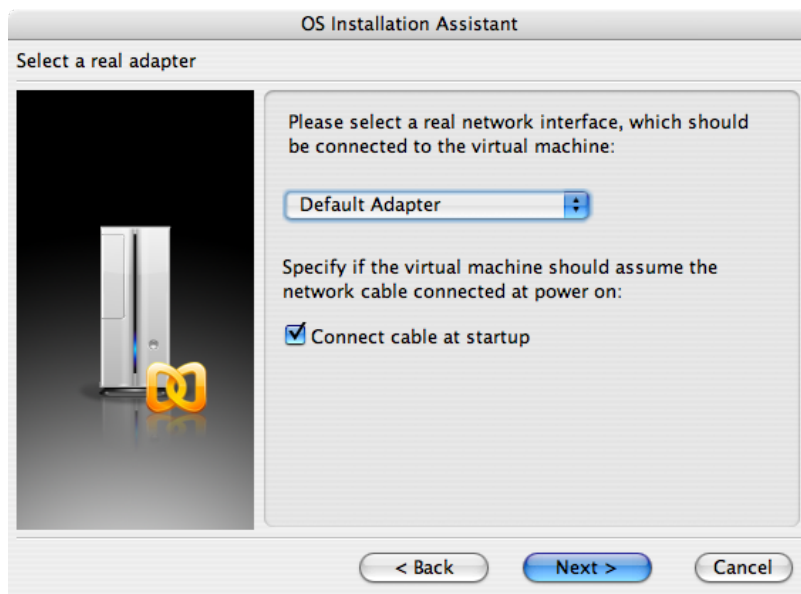 OS Installation Assistant
Select a real adapter
Please select a real network interface, which should
be connected to the virtual machine:
Default Adapter
Specify if the virtual machine should assume the
network cable connected at power on:
Connect cable at startup
< Back
Next >
Cancel